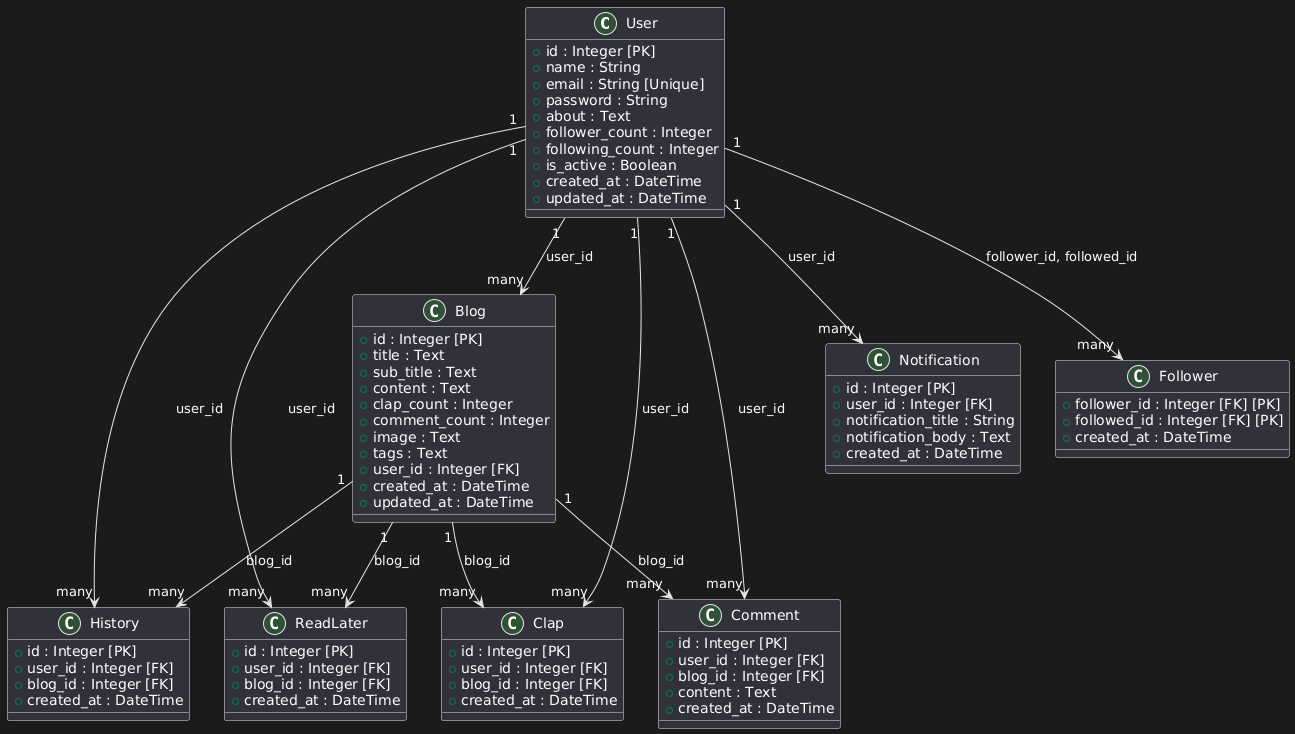 C User
id : Integer [PK]
name : String
email : String [Unique]
password : String
about : Text
follower_count : Integer
following_count : Integer
is_active : Boolean
created_at : DateTime
updated_at : DateTime
1
1
1
1
1
1
1
user_id
user_id
follower_id, followed_id
many
many
many
C Blog
id : Integer [PK]
title : Text
sub_title : Text
content : Text
clap_count : Integer
comment_count : Integer
image : Text
tags : Text
user_id : Integer [FK]
created_at : DateTime
updated_at : DateTime
C Notification
id : Integer [PK]
user_id : Integer [FK]
notification_title : String
notification_body : Text
created_at : DateTime
C Follower
follower_id : Integer [FK] [PK]
followed_id : Integer [FK] [PK]
created_at : DateTime
user_id
user_id
user_id
user_id
1
1
1
1
blog_id
blog_id
blog_id
blog_id
many
many
many
many
many
many
many
many
C History
id : Integer [PK]
user_id : Integer [FK]
blog_id : Integer [FK]
created_at : DateTime
C ReadLater
id : Integer [PK]
user_id : Integer [FK]
blog_id : Integer [FK]
created_at : DateTime
C Clap
id : Integer [PK]
user_id : Integer [FK]
blog_id : Integer [FK]
created_at : DateTime
C Comment
id : Integer [PK]
user_id : Integer [FK]
blog_id : Integer [FK]
content : Text
created_at : DateTime